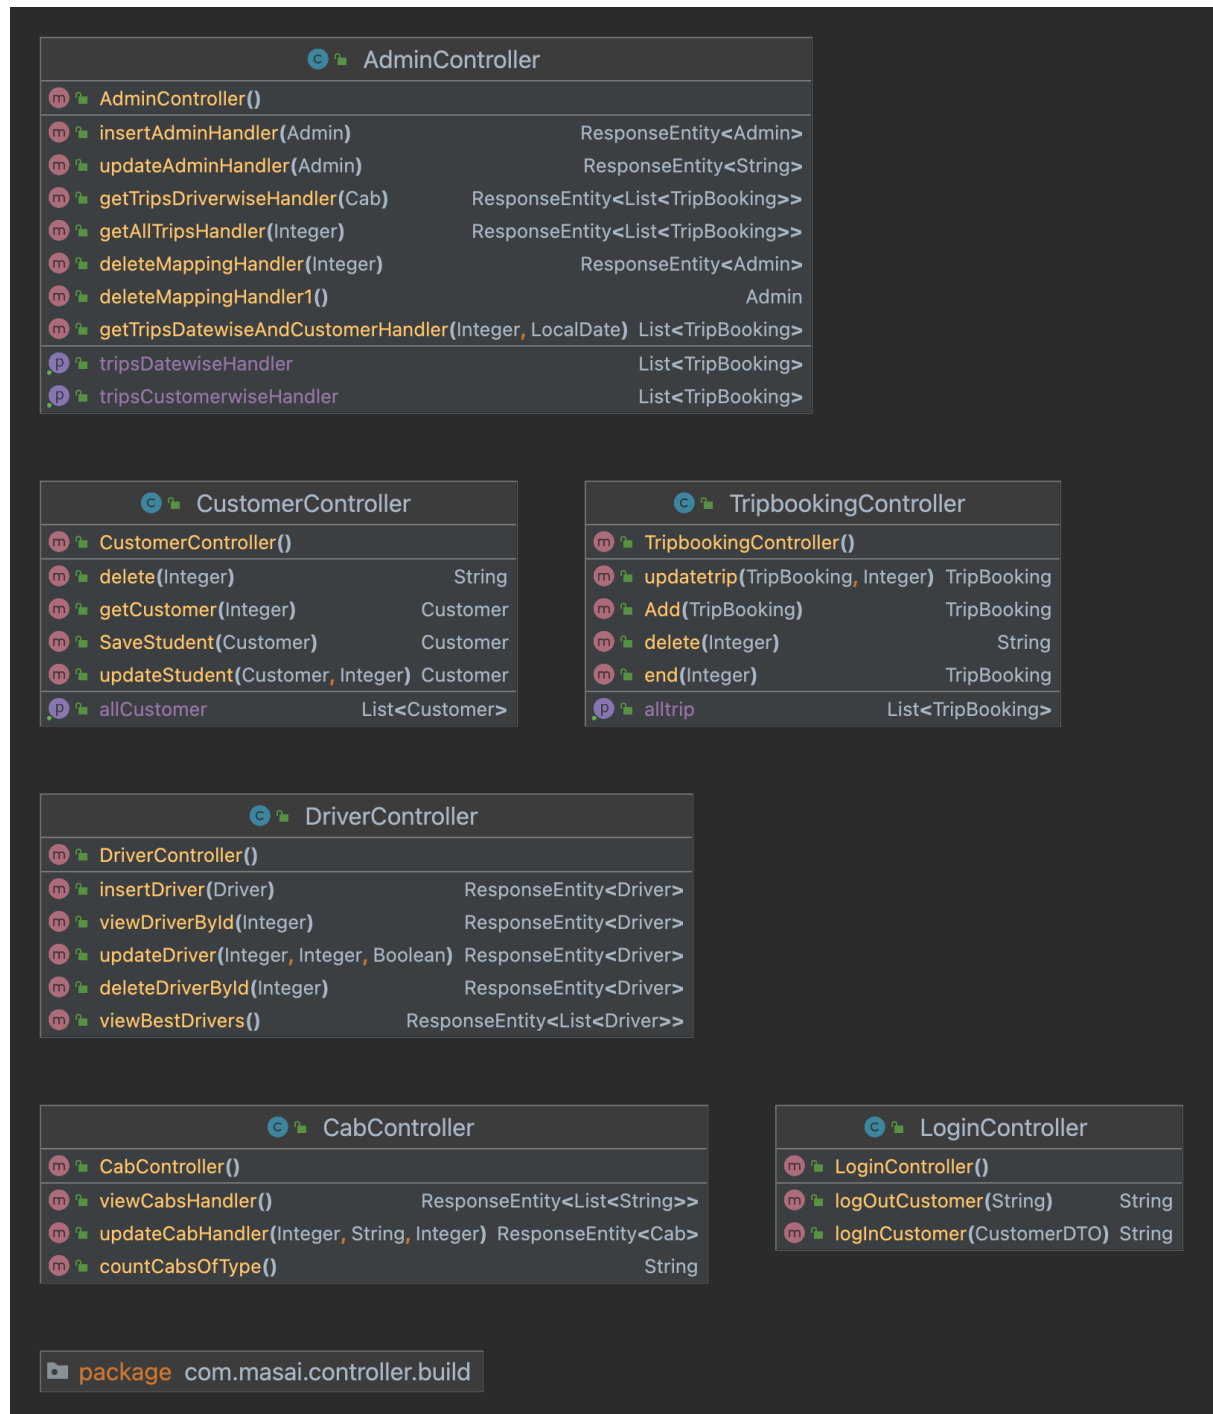 AdminController
AdminController()
insertAdminHandler(Admin) ResponseEntity<Admin>
updateAdminHandler(Admin) ResponseEntity<String>
getTripsDriverwiseHandler(Cab) ResponseEntity<List<TripBooking>>
getAllTripsHandler(Integer) ResponseEntity<List<TripBooking>>
deleteMappingHandler(Integer) ResponseEntity<Admin>
deleteMappingHandler1() Admin
getTripsDatewiseAndCustomerHandler(Integer, LocalDate) List<TripBooking>
tripsDatewiseHandler List<TripBooking>
tripsCustomerwiseHandler List<TripBooking>
CustomerController
CustomerController()
delete(Integer) String
getCustomer(Integer) Customer
SaveStudent(Customer) Customer
updateStudent(Customer, Integer) Customer
allCustomer List<Customer>
TripbookingController
TripbookingController()
updatetrip(TripBooking, Integer) TripBooking
Add(TripBooking) TripBooking
delete(Integer) String
end(Integer) TripBooking
alltrip List<TripBooking>
DriverController
DriverController()
insertDriver(Driver) ResponseEntity<Driver>
viewDriverById(Integer) ResponseEntity<Driver>
updateDriver(Integer, Integer, Boolean) ResponseEntity<Driver>
deleteDriverById(Integer) ResponseEntity<Driver>
viewBestDrivers() ResponseEntity<List<Driver>>
CabController
CabController()
viewCabsHandler() ResponseEntity<List<String>>
updateCabHandler(Integer, String, Integer) ResponseEntity<Cab>
countCabsOfType() String
LoginController
LoginController()
logOutCustomer(String) String
logInCustomer(CustomerDTO) String
package com.masai.controller.build